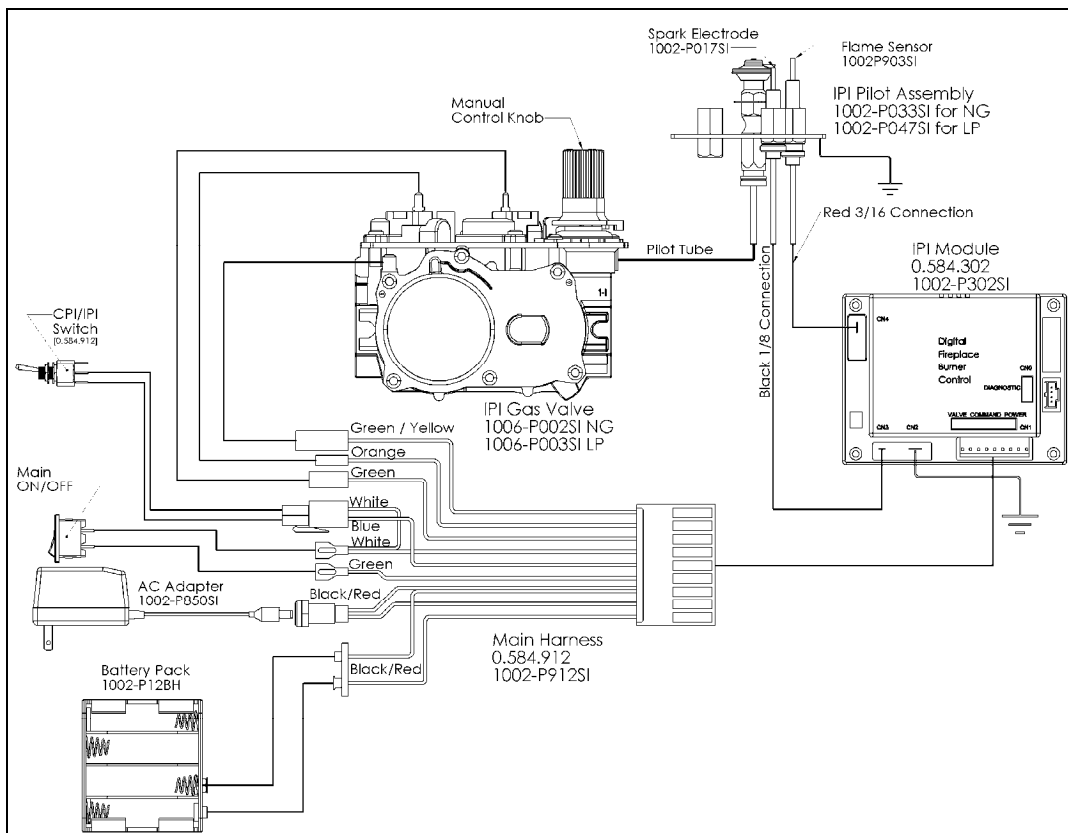 Spark Electrode
1002-P017SI
Flame Sensor
1002P903SI
IPI Pilot Assembly
1002-P033SI for NG
1002-P047SI for LP
Manual
Control Knob
Red 3/16 Connection
Pilot Tube
Black 1/8 Connection
IPI Module
0.584.302
1002-P302SI
CN4
Digital
Fireplace
Burner
Control
CN6
DIAGNOSTIC
VALVE COMMAND POWER
CN3
CN2
CN1
CPI/IPI
Switch
[0.584.912]
1-I
IPI Gas Valve
1006-P002SI NG
1006-P003SI LP
Green / Yellow
Orange
Green
White
Blue
White
Green
Main
ON/OFF
AC Adapter
1002-P850SI
Black/Red
Black/Red
Main Harness
0.584.912
1002-P912SI
Battery Pack
1002-P12BH